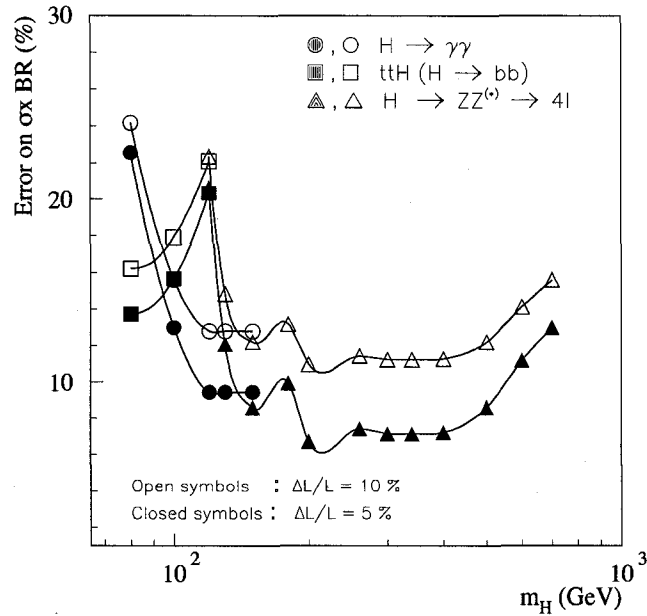 Error on σx BR (%)
30
20
10
, H → γγ
, ttH (H → bb)
, H → ZZ(*) → 4l
Open symbols : ΔL/L = 10 %
Closed symbols : ΔL/L = 5 %
10²
10³
m_H (GeV)